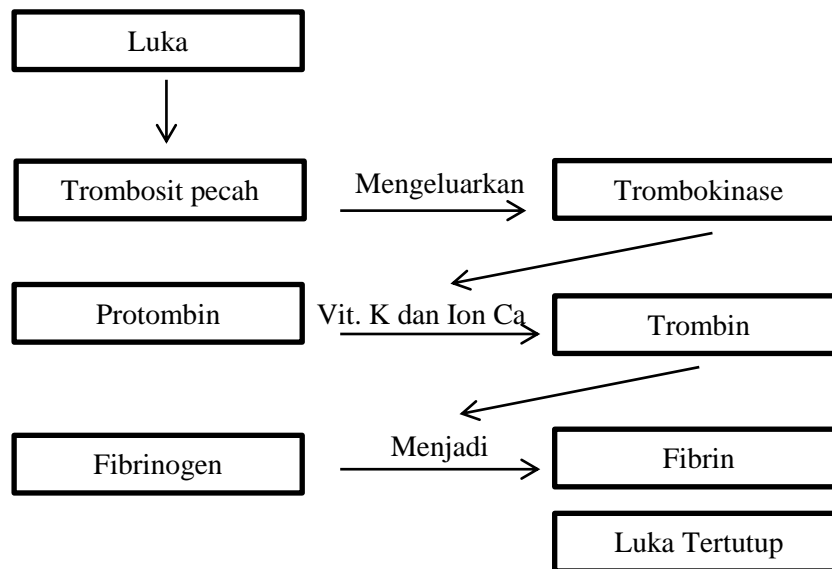 Luka
Trombosit pecah
Mengeluarkan
Trombokinase
Protombin
Vit. K dan Ion Ca
Trombin
Fibrinogen
Menjadi
Fibrin
Luka Tertutup